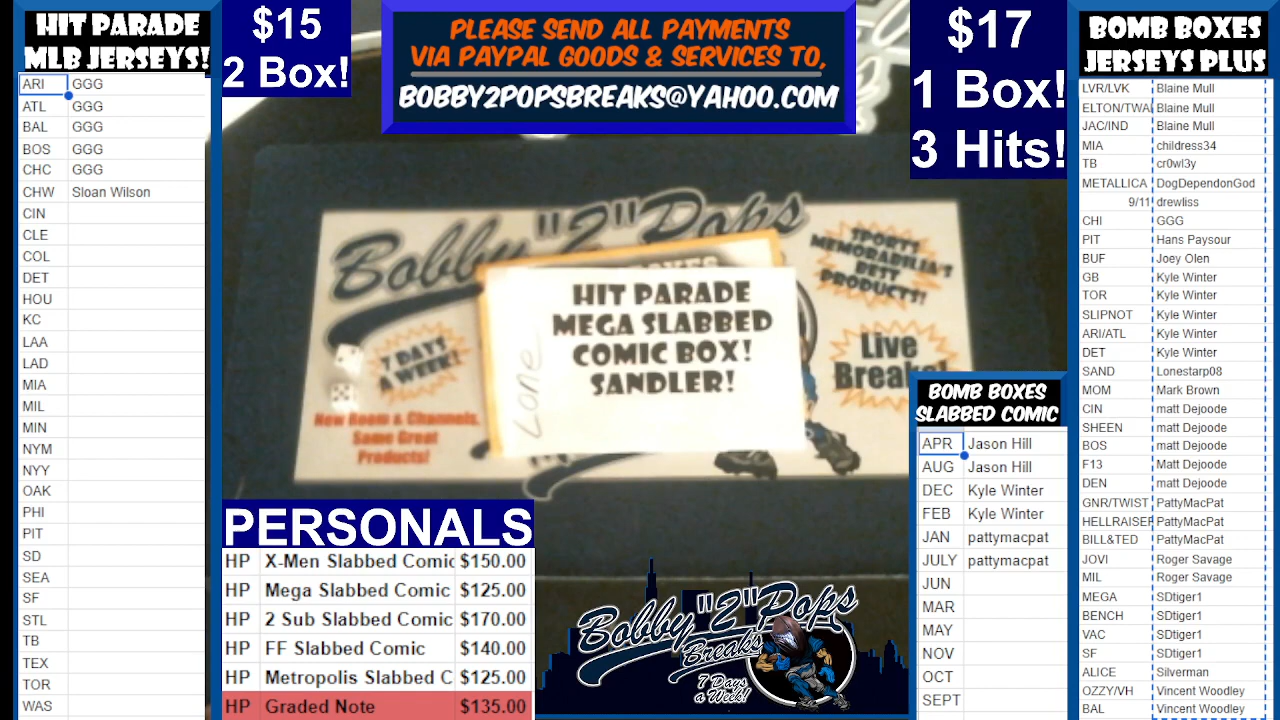 HIT PARADE
MLB JERSEYS!
ARI GGG
ATL GGG
BAL GGG
BOS GGG
CHC GGG
CHW Sloan Wilson
CIN
CLE
COL
DET
HOU
KC
LAA
LAD
MIA
MIL
MIN
NYM
NYY
OAK
PHI
PIT
SD
SEA
SF
STL
TB
TEX
TOR
WAS
$15
2 Box!
PLEASE SEND ALL PAYMENTS
VIA PAYPAL GOODS & SERVICES TO,
BOBBY2POPSBREAKS@YAHOO.COM
$17
1 Box!
3 Hits!
Bobby "2" Pops
SPORTS
MEMORABILIA'S
BEST
PRODUCTS!
7 DAYS
A WEEK!
Live
Breaks
New Room & Channels,
Same Great
Products!
HIT PARADE
MEGA SLABBED
COMIC BOX!
SANDLER!
Lone
PERSONALS
HP X-Men Slabbed Comic $150.00
HP Mega Slabbed Comic $125.00
HP 2 Sub Slabbed Comic $170.00
HP FF Slabbed Comic $140.00
HP Metropolis Slabbed C $125.00
HP Graded Note $135.00
Bobby "2" Pops
Breaks
7 Days
a Week!
BOMB BOXES
SLABBED COMIC
APR Jason Hill
AUG Jason Hill
DEC Kyle Winter
FEB Kyle Winter
JAN pattymacpat
JULY pattymacpat
JUN
MAR
MAY
NOV
OCT
SEPT
BOMB BOXES
JERSEYS PLUS
LVR/LVK Blaine Mull
ELTON/TWA Blaine Mull
JAC/IND Blaine Mull
MIA childress34
TB cr0wl3y
METALLICA DogDependonGod
9/11 drewliss
CHI GGG
PIT Hans Paysour
BUF Joey Olen
GB Kyle Winter
TOR Kyle Winter
SLIPNOT Kyle Winter
ARI/ATL Kyle Winter
DET Kyle Winter
SAND Lonestarp08
MOM Mark Brown
CIN matt Dejoode
SHEEN matt Dejoode
BOS matt Dejoode
F13 matt Dejoode
DEN matt Dejoode
GNR/TWIST PattyMacPat
HELLRAISER PattyMacPat
BILL&TED PattyMacPat
JOVI Roger Savage
MIL Roger Savage
MEGA SDtiger1
BENCH SDtiger1
VAC SDtiger1
SF SDtiger1
ALICE Silverman
OZZY/VH Vincent Woodley
BAL Vincent Woodley